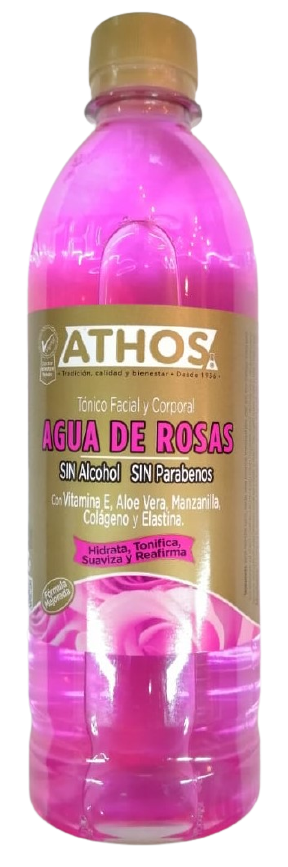 ATHOS
• Tradición, calidad y bienestar • Desde 1936 •
Tónico Facial y Corporal
AGUA DE ROSAS
SIN Alcohol SIN Parabenos
Con Vitamina E, Aloe Vera, Manzanilla,
Colágeno y Elastina.
Hidrata, Tonifica,
Suaviza y Reafirma
Fórmula
Mejorada